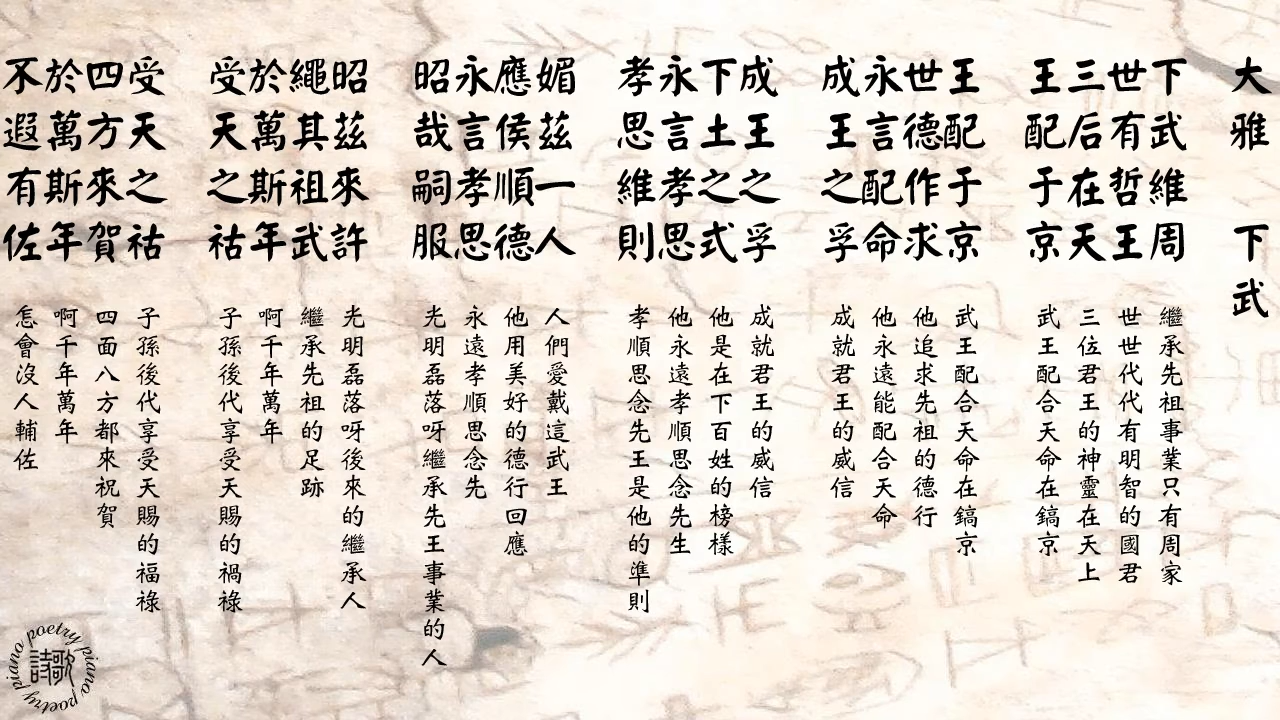 大雅 下武
下武維周
世有哲王
三后在天
王配于京
王配于京
世德作求
永言配命
成王之孚
成王之孚
下土之式
永言孝思
孝思維則
媚茲一人
應侯順德
永言孝思
昭哉嗣服
昭茲來許
繩其祖武
於萬斯年
受天之祜
受天之祜
四方來賀
於萬斯年
不遐有佐
繼承先祖事業只有周家
世世代代有明智的國君
三位君王的神靈在天上
武王配合天命在鎬京
武王配合天命在鎬京
他追求先祖的德行
他永遠能配合天命
成就君王的威信
成就君王的威信
他是在下百姓的榜樣
他永遠孝順思念先生
孝順思念先王是他的準則
人們愛戴這武王
他用美好的德行回應
永遠孝順思念先
光明磊落呀繼承先王事業的人
光明磊落呀後來的繼承人
繼承先祖的足跡
啊千年萬年
子孫後代享受天賜的禍祿
子孫後代享受天賜的福祿
四面八方都來祝賀
啊千年萬年
怎會沒人輔佐
poetry piano poetry piano
詩歌